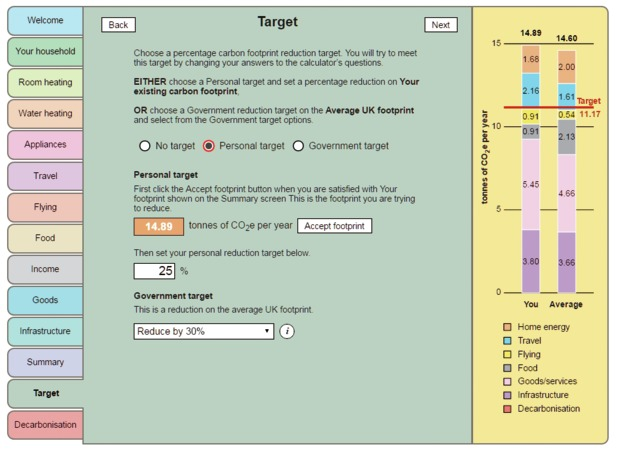 Welcome
Your household
Room heating
Water heating
Appliances
Travel
Flying
Food
Income
Goods
Infrastructure
Summary
Target
Decarbonisation
Back
Target
Next
Choose a percentage carbon footprint reduction target. You will try to meet
this target by changing your answers to the calculator's questions.
EITHER choose a Personal target and set a percentage reduction on Your
existing carbon footprint,
OR choose a Government reduction target on the Average UK footprint
and select from the Government target options.
No target
Personal target
Government target
Personal target
First click the Accept footprint button when you are satisfied with Your
footprint shown on the Summary screen This is the footprint you are trying
to reduce.
14.89 tonnes of CO2e per year Accept footprint
Then set your personal reduction target below.
25 %
Government target
This is a reduction on the average UK footprint.
Reduce by 30% i
tonnes of CO2e per year
15
10
5
0
14.89
1.68
2.16
0.91
0.91
5.45
3.80
You
14.60
2.00
1.61
0.54
2.13
4.66
3.66
Average
Target
11.17
Home energy
Travel
Flying
Food
Goods/services
Infrastructure
Decarbonisation